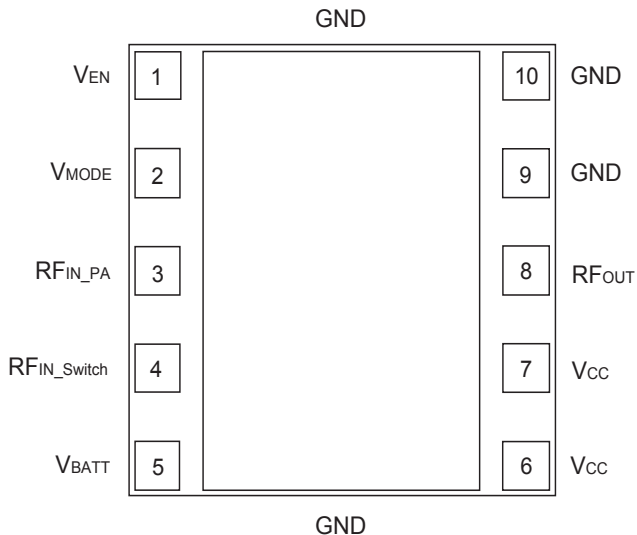 GND
VEN 1 10 GND
VMODE 2 9 GND
RFIN_PA 3 8 RFOUT
RFIN_Switch 4 7 VCC
VBATT 5 6 VCC
GND